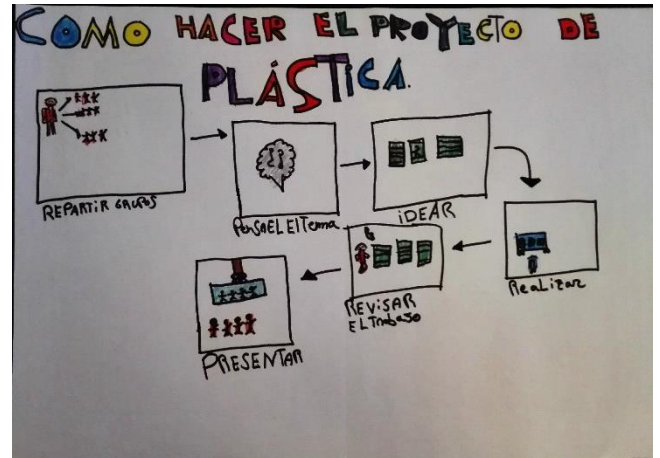 COMO HACER EL PROYECTO DE
PLÁSTICA.
REPARTIR GRUPOS
PENSAEL ElTema
iDEAR
ReaLizar
REViSAR
ELTrabajo
PRESENTAR